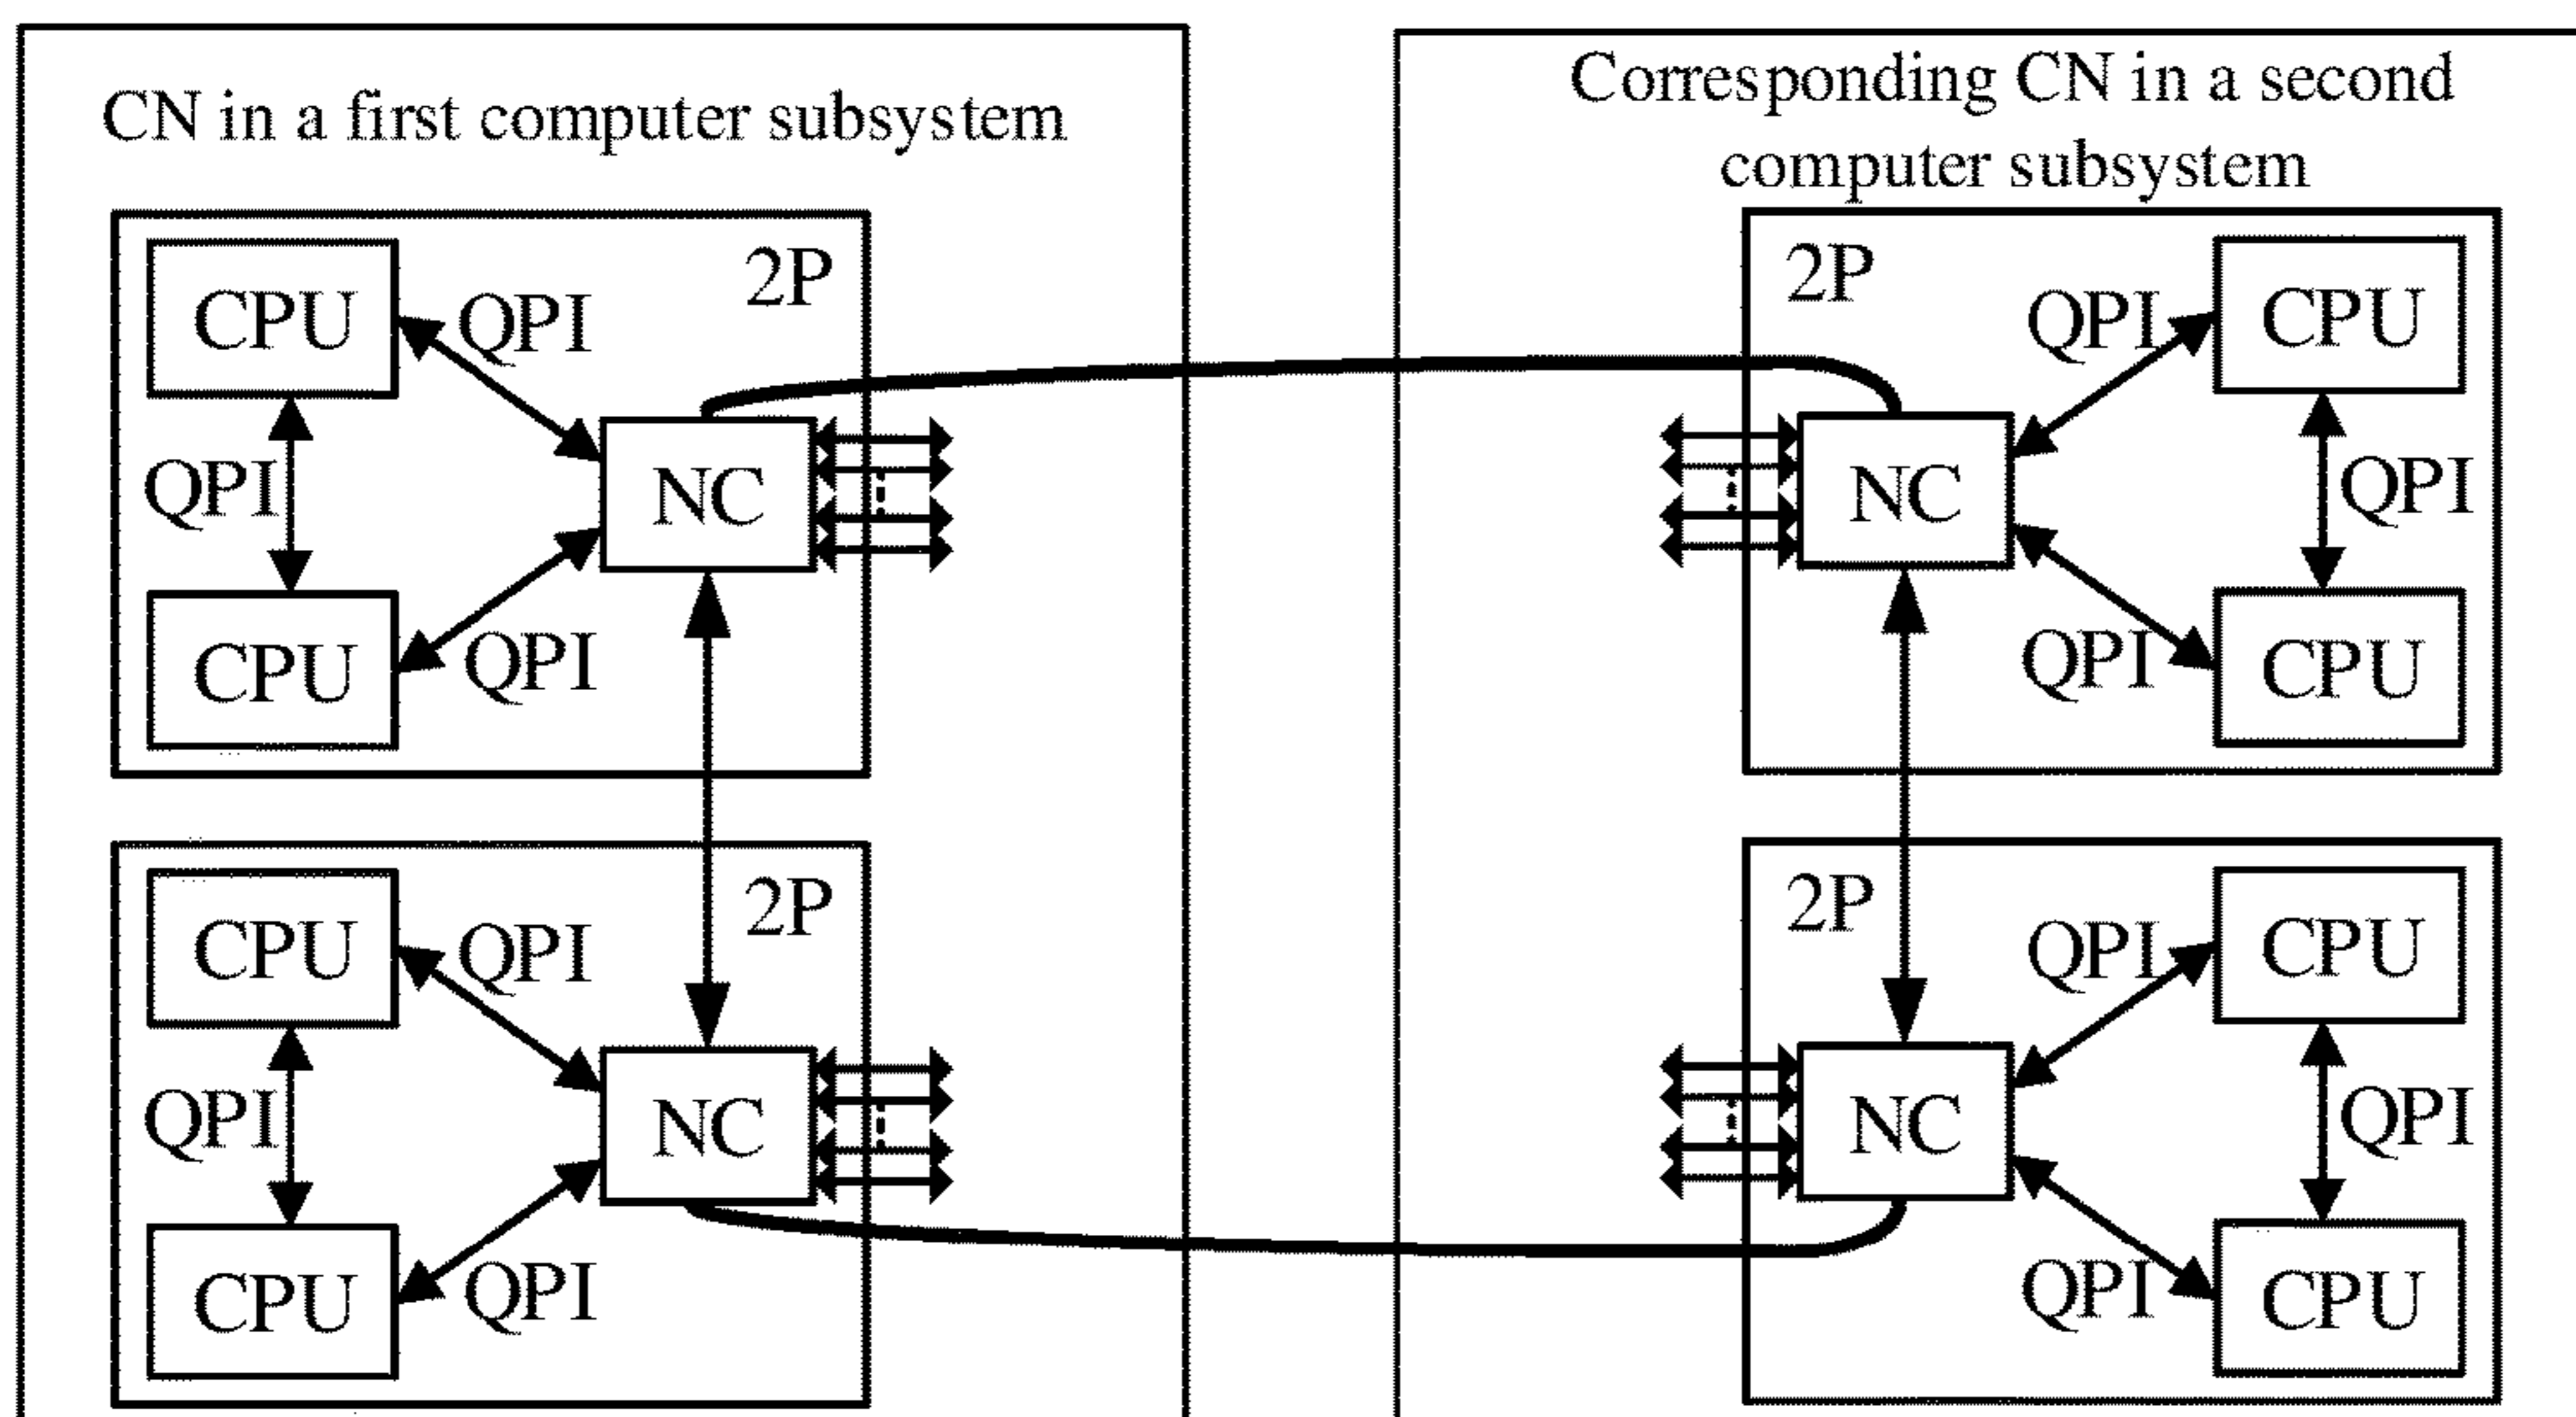 CN in a first computer subsystem
2P
CPU
QPI
QPI
NC
CPU
QPI
2P
CPU
QPI
QPI
NC
CPU
QPI
Corresponding CN in a second
computer subsystem
2P
QPI
CPU
NC
QPI
QPI
CPU
2P
QPI
CPU
NC
QPI
QPI
CPU